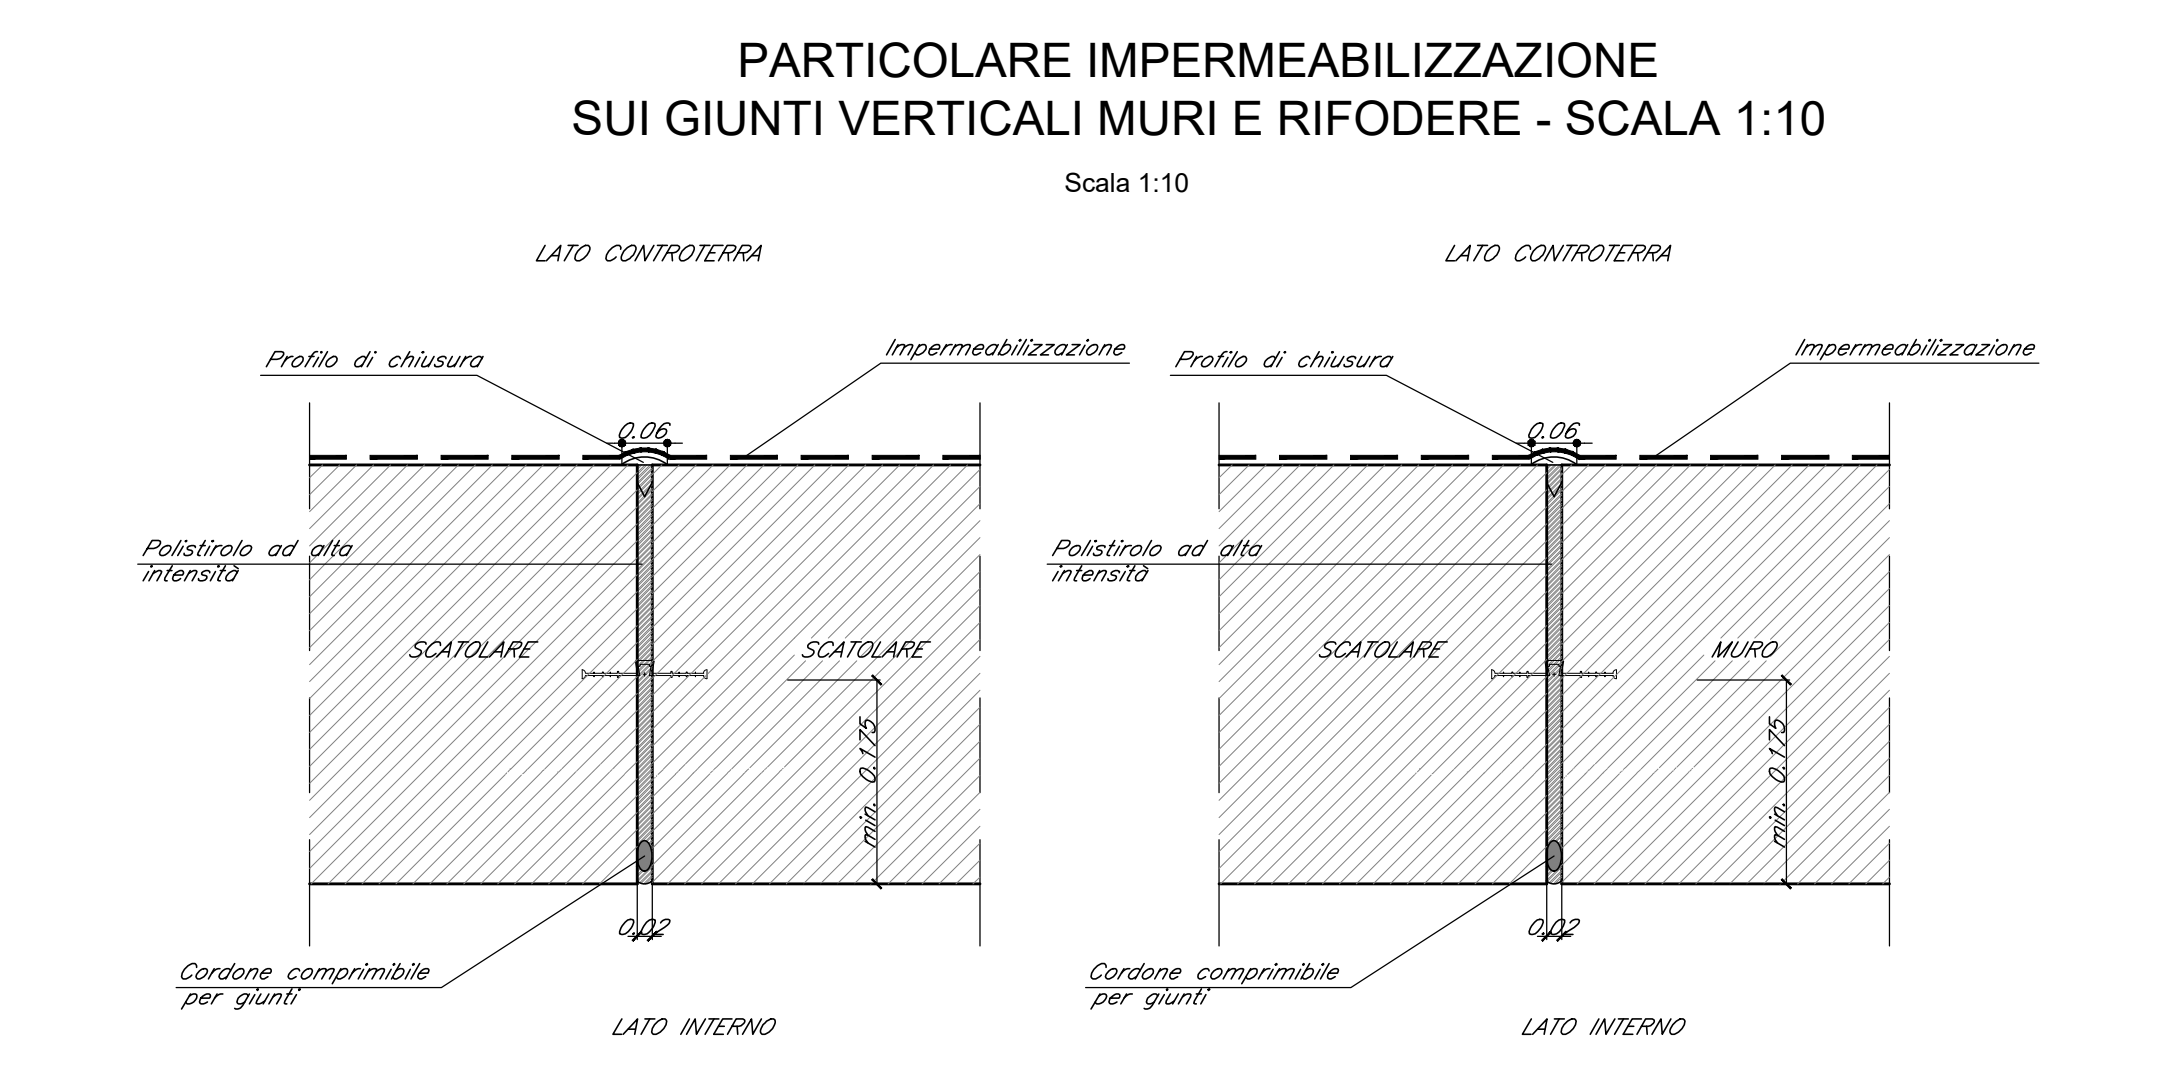 PARTICOLARE IMPERMEABILIZZAZIONE
SUI GIUNTI VERTICALI MURI E RIFODERE - SCALA 1:10
Scala 1:10
LATO CONTROTERRA
Profilo di chiusura
Impermeabilizzazione
0.06
Polistirolo ad alta
intensità
SCATOLARE
SCATOLARE
min. 0.175
0.02
Cordone comprimibile
per giunti
LATO INTERNO
LATO CONTROTERRA
Profilo di chiusura
Impermeabilizzazione
0.06
Polistirolo ad alta
intensità
SCATOLARE
MURO
min. 0.175
0.02
Cordone comprimibile
per giunti
LATO INTERNO